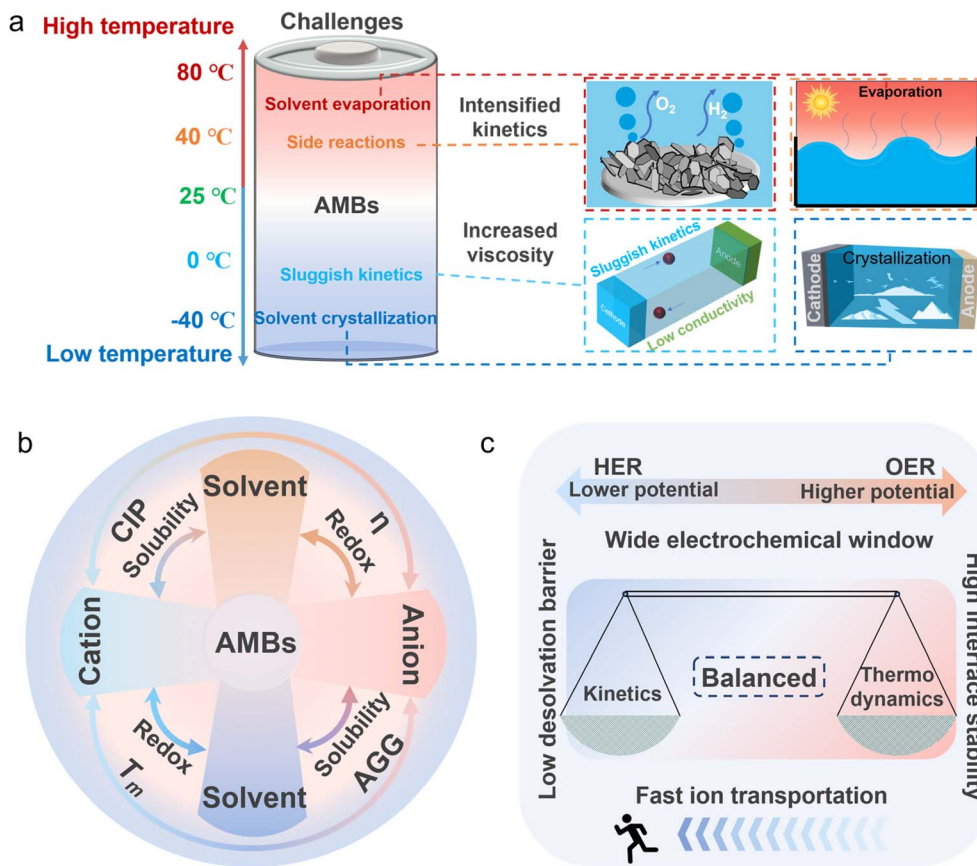 a
High temperature
80 ℃
40 ℃
25 ℃
0 ℃
-40 ℃
Low temperature
Challenges
Solvent evaporation
Side reactions
AMBs
Sluggish kinetics
Solvent crystallization
Intensified
kinetics
Increased
viscosity
O₂
H₂
Evaporation
Sluggish kinetics
Anode
Cathode
Low conductivity
Cathode
Crystallization
Anode
b
Solvent
CIP
Solubility
η
Redox
Cation
AMBs
Anion
Redox
Tₘ
Solubility
AGG
Solvent
c
HER
OER
Lower potential
Higher potential
Wide electrochemical window
Low desolvation barrier
High interface stability
Kinetics
Balanced
Thermo
dynamics
Fast ion transportation